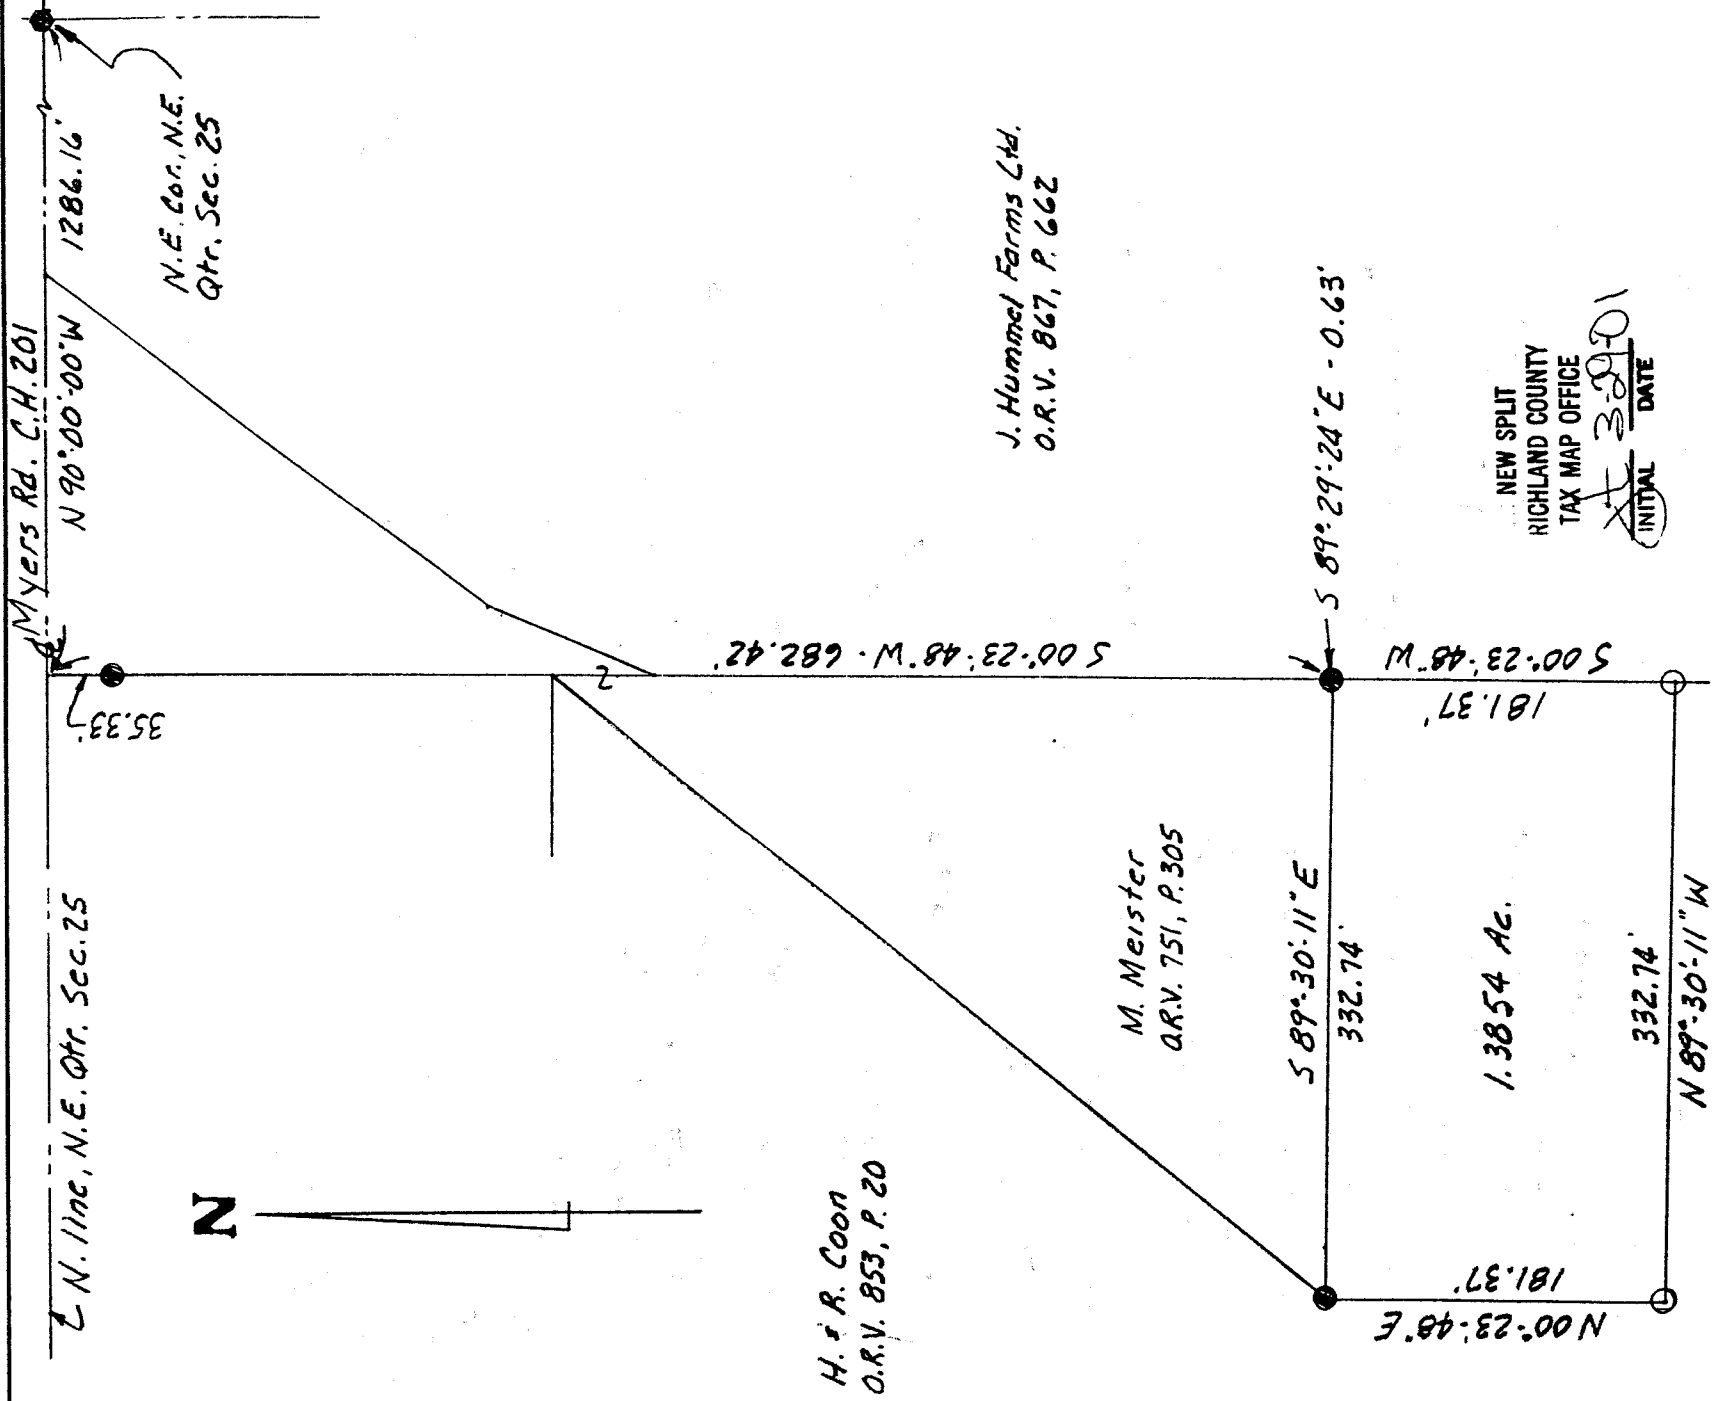 Myers Rd. C.H. 201
N 90°-00'-00" W 1286.16'
N.E. Cor., N.E.
Qtr. Sec. 25
35.33'
N. line, N.E. Qtr. Sec. 25
N
S 00°-23'-48" W - 682.42'
J. Hummel Farms Ltd.
O.R.V. 867, P. 662
H. & R. Coon
O.R.V. 853, P. 20
M. Meister
O.R.V. 751, P. 305
S 89°-29'-24" E - 0.63'
S 89°-30'-11" E
332.74'
S 00°-23'-48" W
181.37'
1.3854 Ac.
N 00°-23'-48" E
181.37'
332.74'
N 89°-30'-11" W
NEW SPLIT
RICHLAND COUNTY
TAX MAP OFFICE
3-29-01
INITIAL DATE